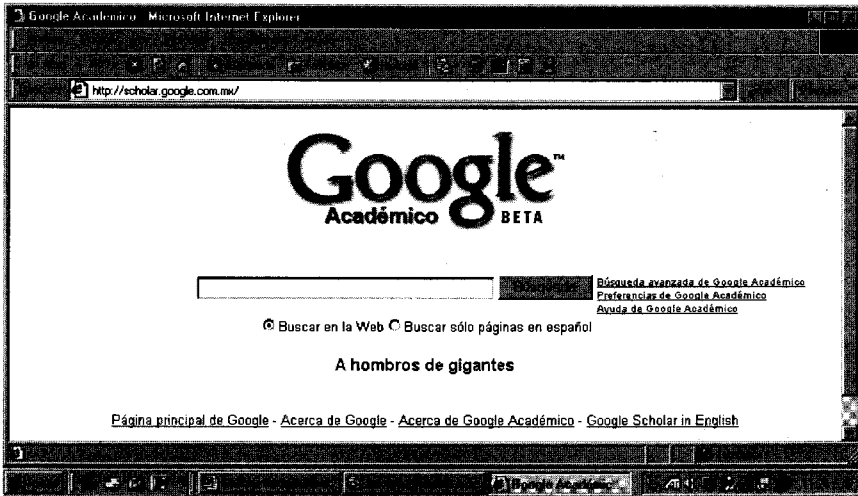 Google Académico - Microsoft Internet Explorer
http://scholar.google.com.mx/
Google™
Académico BETA
Búsqueda avanzada de Google Académico
Preferencias de Google Académico
Ayuda de Google Académico
Buscar en la Web Buscar sólo páginas en español
A hombros de gigantes
Página principal de Google - Acerca de Google - Acerca de Google Académico - Google Scholar in English
Google Académic